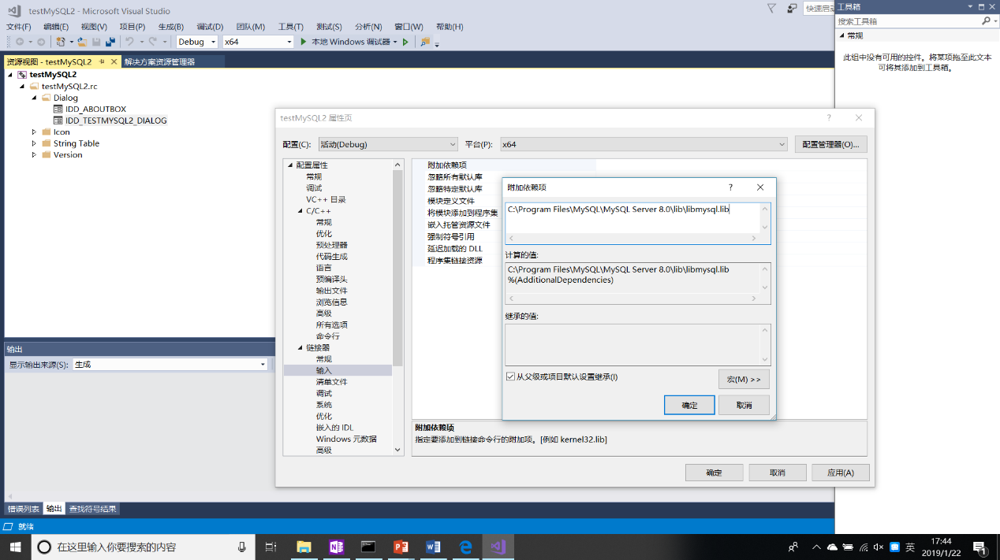 testMySQL2 - Microsoft Visual Studio
快速启动
文件(F) 编辑(E) 视图(V) 项目(P) 生成(B) 调试(D) 团队(M) 工具(T) 测试(S) 分析(N) 窗口(W) 帮助(H)
Debug x64 本地 Windows 调试器
资源视图 - testMySQL2 解决方案资源管理器
testMySQL2
testMySQL2.rc
Dialog
IDD_ABOUTBOX
IDD_TESTMYSQL2_DIALOG
Icon
String Table
Version
工具箱
搜索工具箱
常规
此组中没有可用的控件。将某项拖至此文本
可将其添加到工具箱。
testMySQL2 属性页 ?
配置(C): 活动(Debug) 平台(P): x64 配置管理器(O)...
配置属性
常规
调试
VC++ 目录
C/C++
常规
优化
预处理器
代码生成
语言
预编译头
输出文件
浏览信息
高级
所有选项
命令行
链接器
常规
输入
清单文件
调试
系统
优化
嵌入的 IDL
Windows 元数据
高级
附加依赖项
忽略所有默认库
忽略特定默认库
模块定义文件
将模块添加到程序集
嵌入托管资源文件
强制符号引用
延迟加载的 DLL
程序集链接资源
附加依赖项 ?
C:\Program Files\MySQL\MySQL Server 8.0\lib\libmysql.lib
计算的值:
C:\Program Files\MySQL\MySQL Server 8.0\lib\libmysql.lib
%(AdditionalDependencies)
继承的值:
从父级或项目默认设置继承(I)
宏(M) >>
确定 取消
附加依赖项
指定要添加到链接命令行的附加项。[例如 kernel32.lib]
确定 取消 应用(A)
输出
显示输出来源(S): 生成
错误列表 输出 查找符号结果
就绪
在这里输入你要搜索的内容
英
17:44
2019/1/22
1